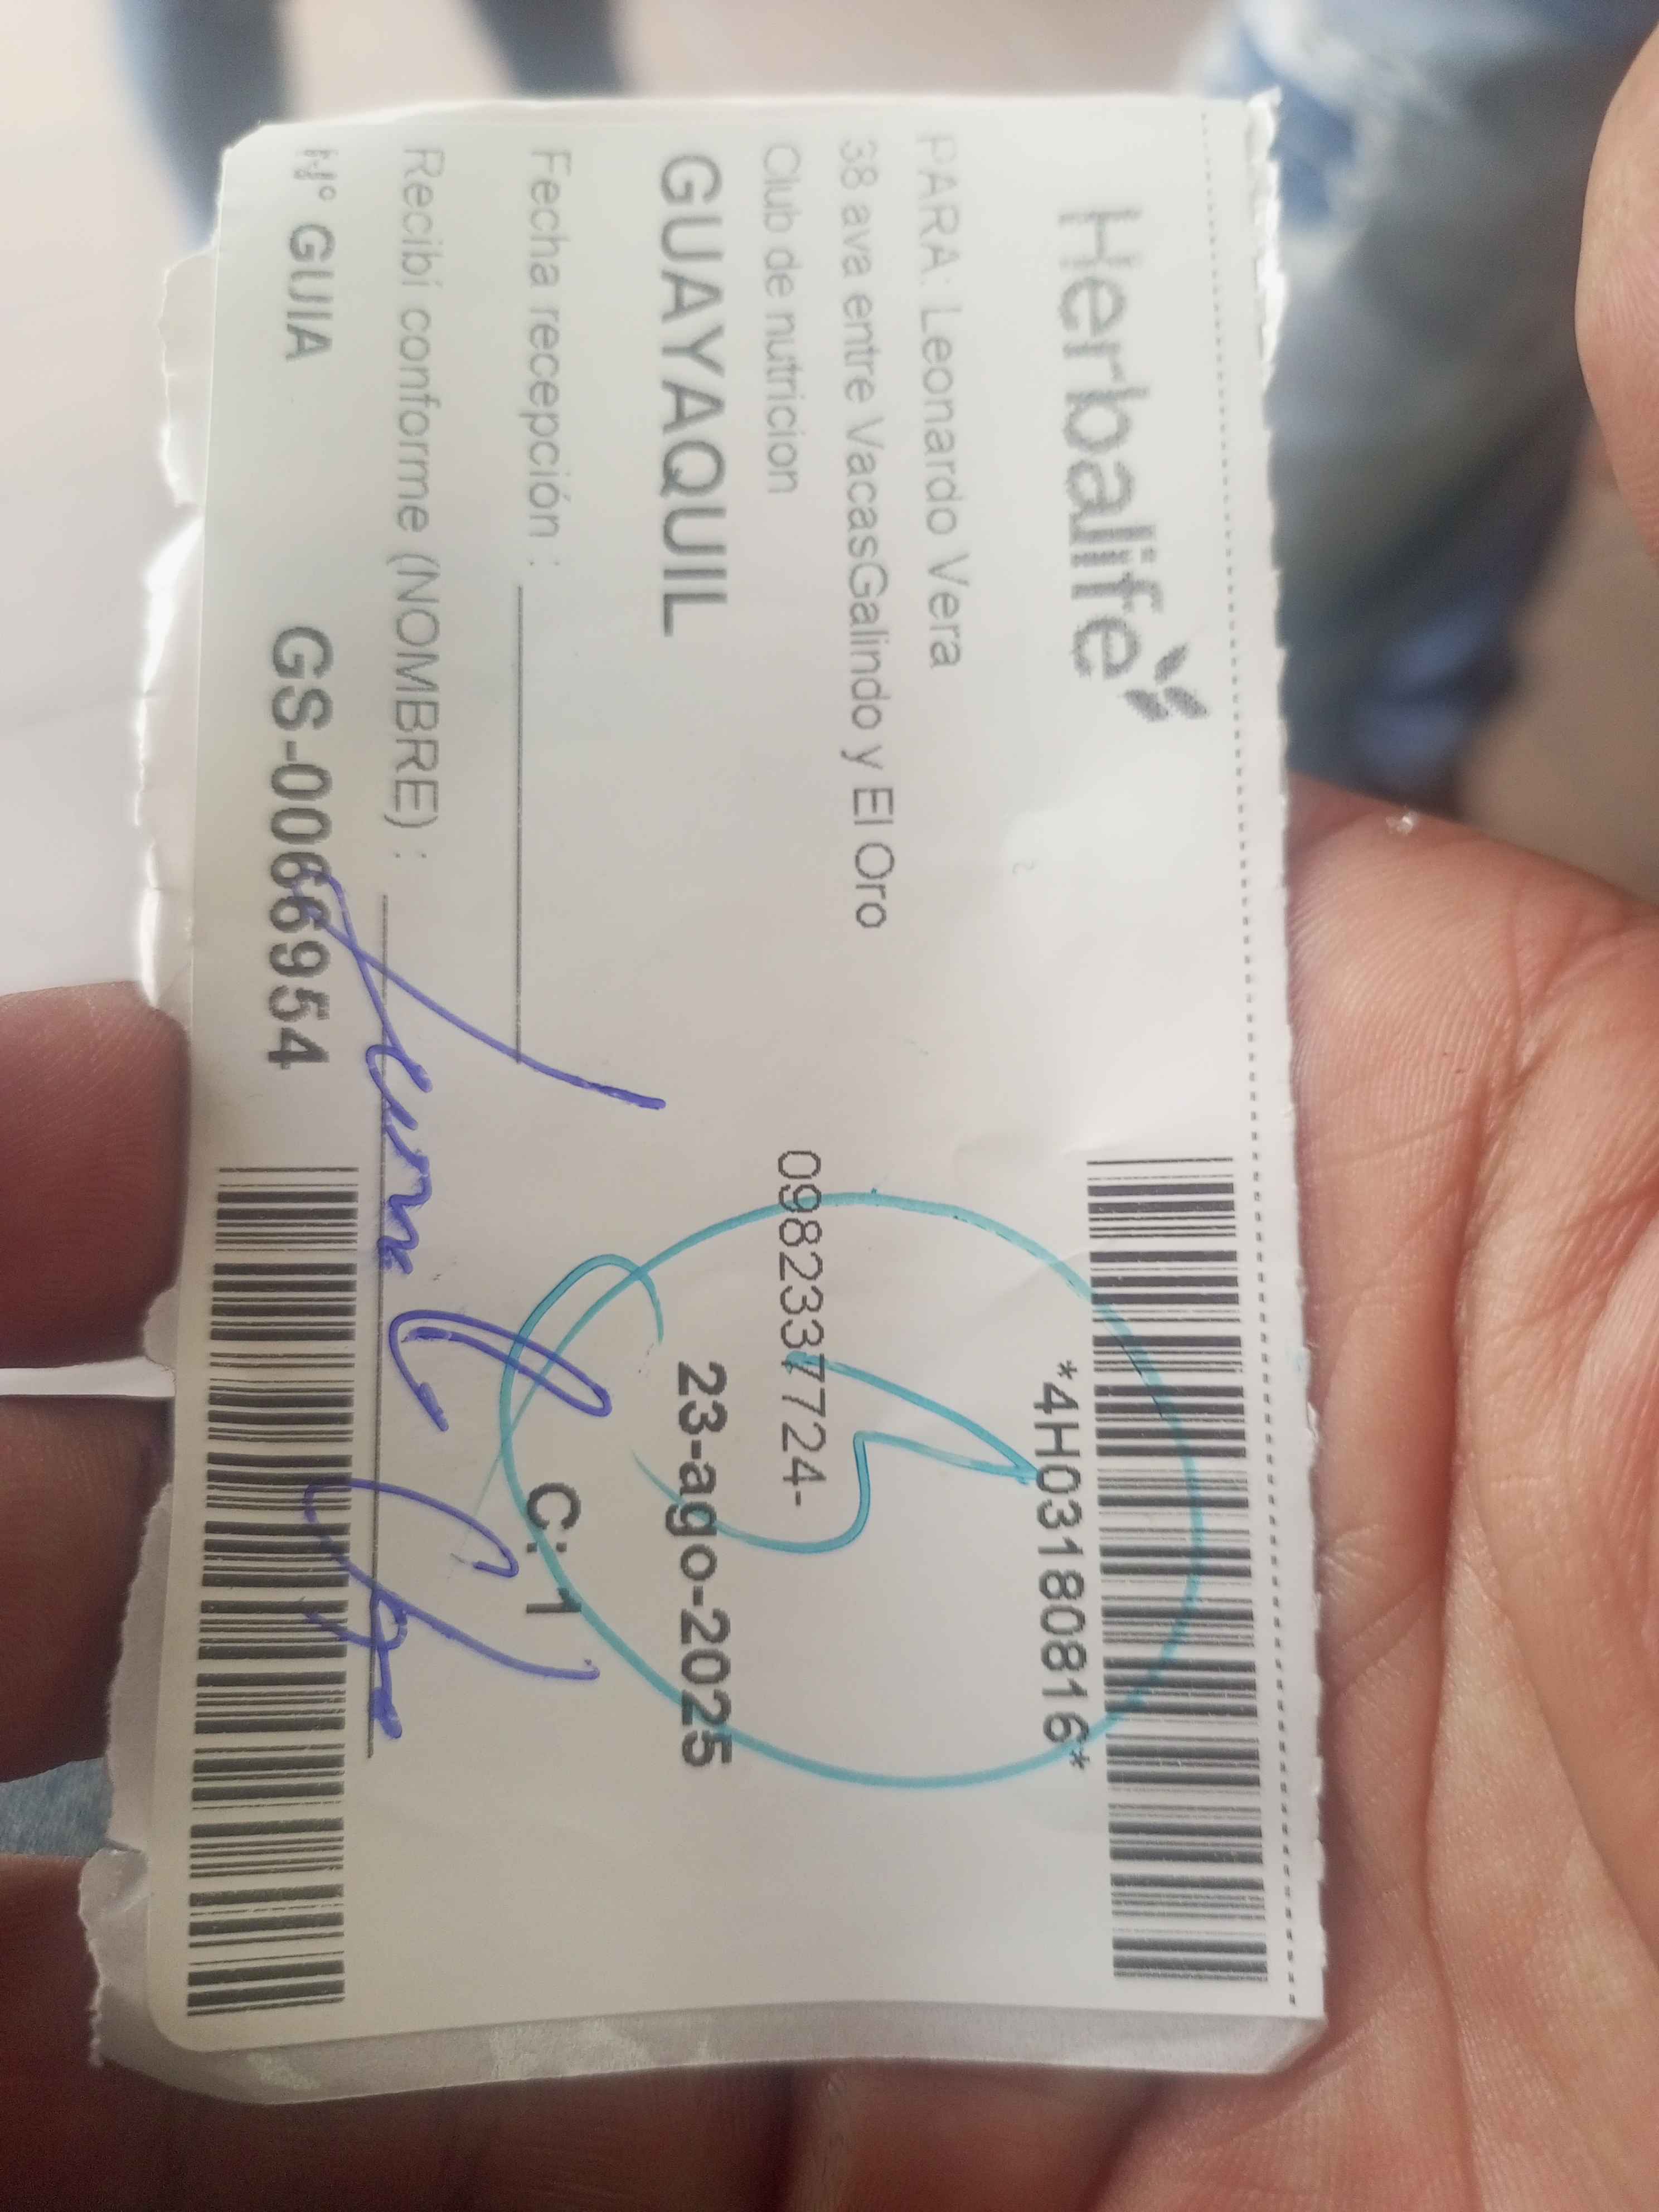 Herbalife
*4H03180816*
PARA: Leonardo Vera
38 ava entre VacasGalindo y El Oro
Club de nutricion
0982337724-
GUAYAQUIL
23-ago-2025
Fecha recepción :
C: 1
Recibí conforme (NOMBRE) :
N° GUIA GS-00666954